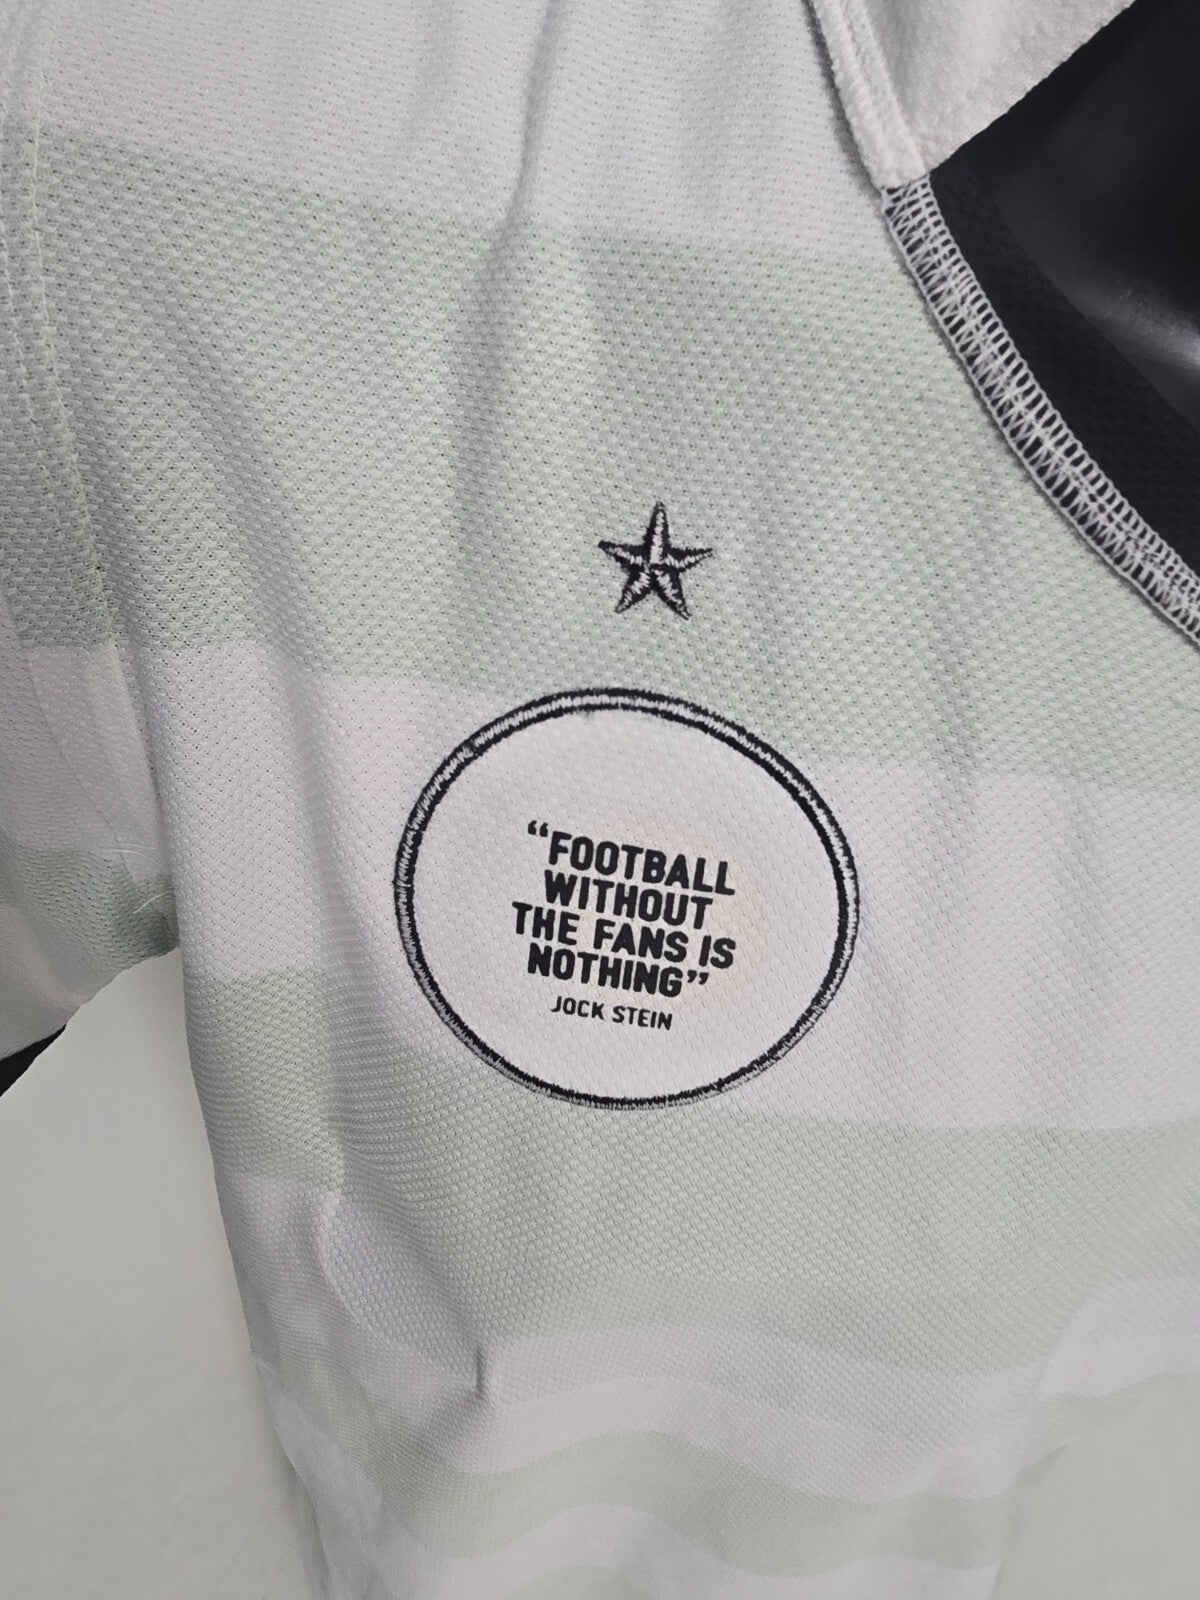 “FOOTBALL
WITHOUT
THE FANS IS
NOTHING”
JOCK STEIN